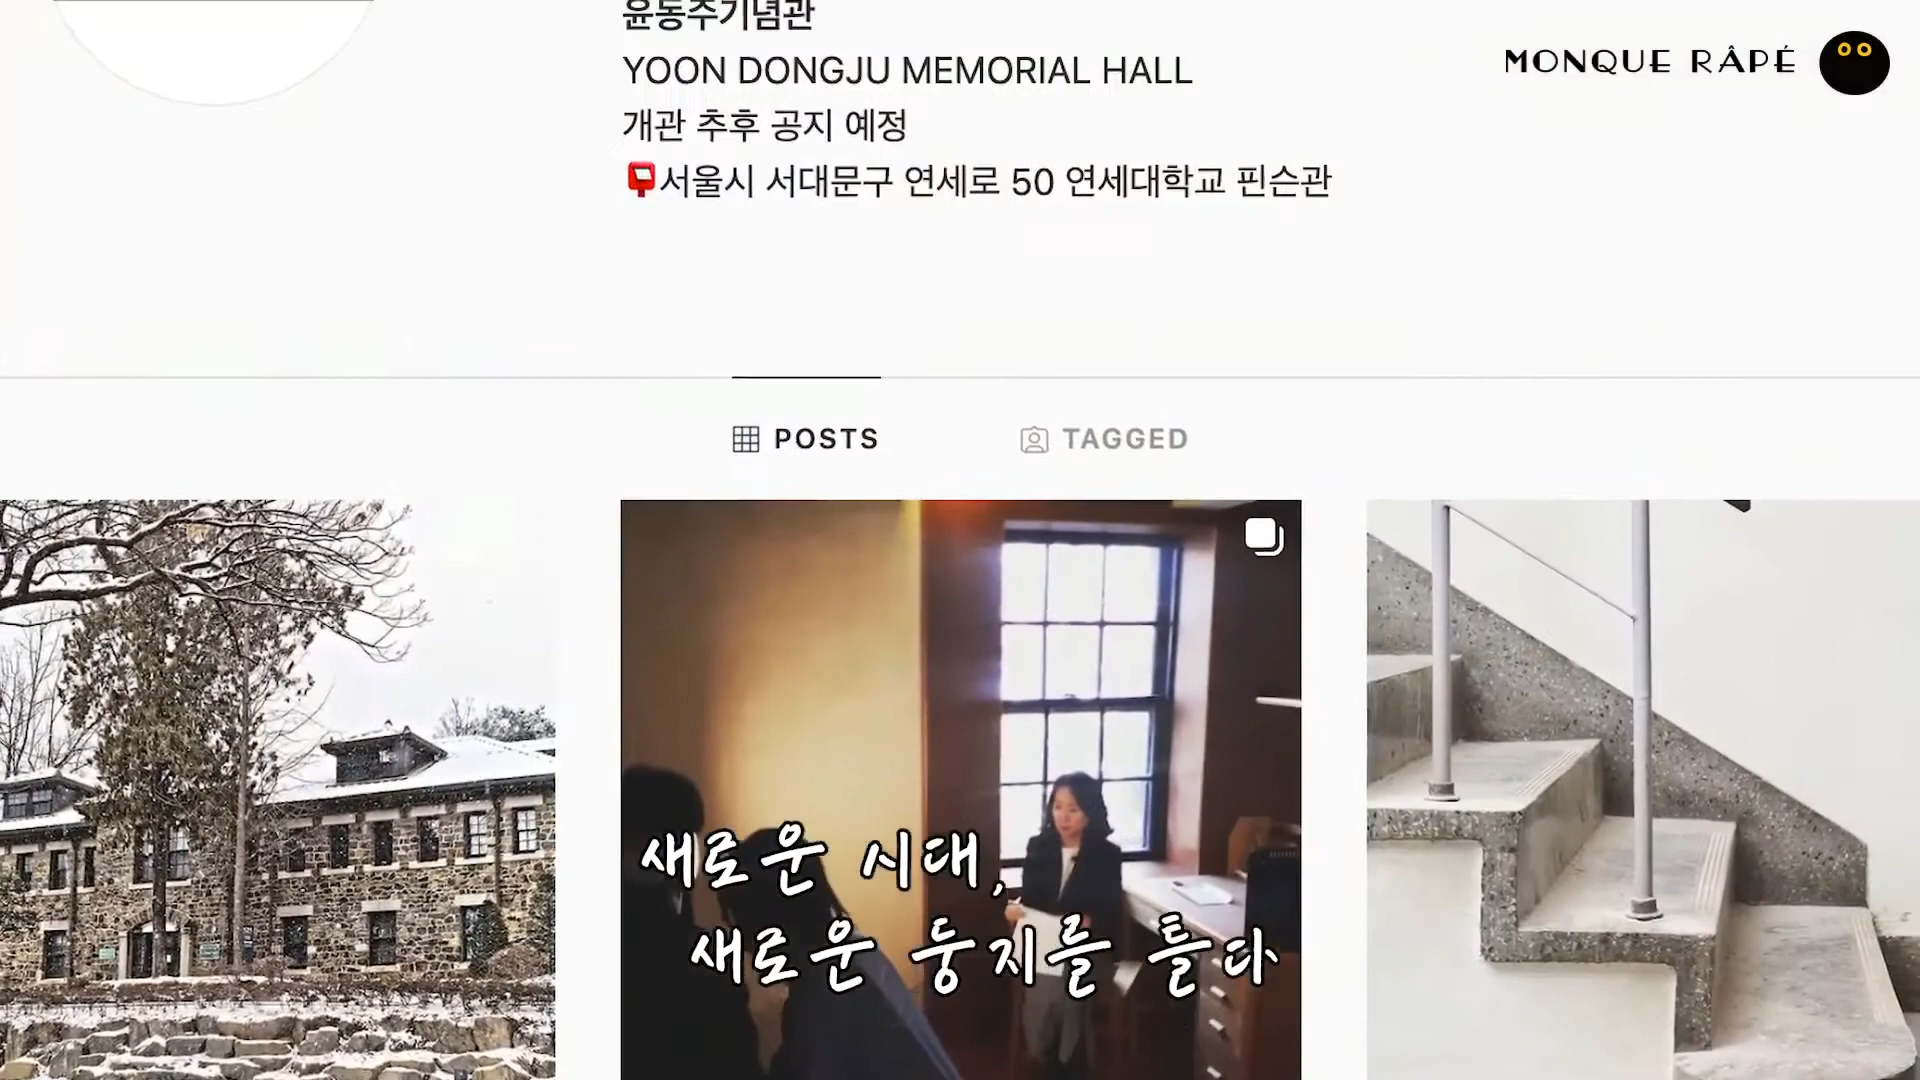 윤동주기념관
YOON DONGJU MEMORIAL HALL
MONQUE RÂPÉ
개관 추후 공지 예정
서울시 서대문구 연세로 50 연세대학교 핀슨관
POSTS
TAGGED
새로운 시대,
새로운 둥지를 틀다